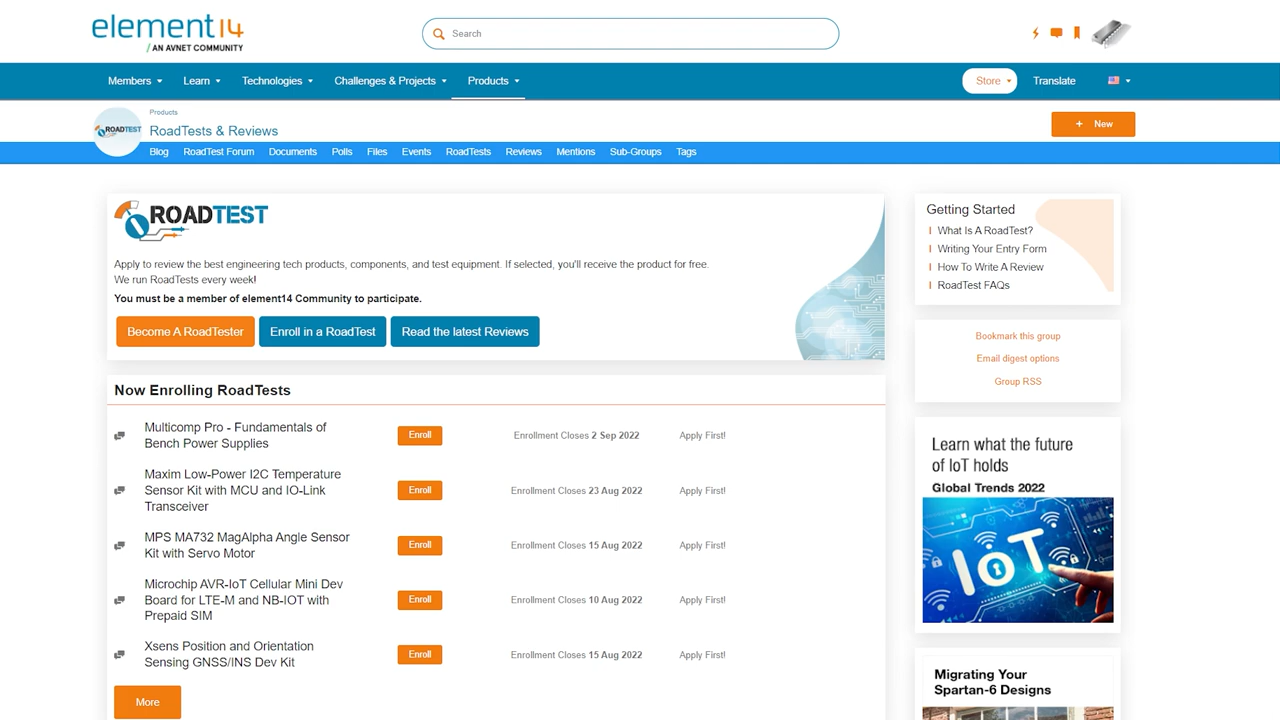 element14
AN AVNET COMMUNITY
Search
Members
Learn
Technologies
Challenges & Projects
Products
Store
Translate
Products
RoadTests & Reviews
+ New
ROADTEST
Blog
RoadTest Forum
Documents
Polls
Files
Events
RoadTests
Reviews
Mentions
Sub-Groups
Tags
ROADTEST
Apply to review the best engineering tech products, components, and test equipment. If selected, you'll receive the product for free.
We run RoadTests every week!
You must be a member of element14 Community to participate.
Become A RoadTester
Enroll in a RoadTest
Read the latest Reviews
Now Enrolling RoadTests
Multicomp Pro - Fundamentals of
Bench Power Supplies
Enroll
Enrollment Closes 2 Sep 2022
Apply First!
Maxim Low-Power I2C Temperature
Sensor Kit with MCU and IO-Link
Transceiver
Enroll
Enrollment Closes 23 Aug 2022
Apply First!
MPS MA732 MagAlpha Angle Sensor
Kit with Servo Motor
Enroll
Enrollment Closes 15 Aug 2022
Apply First!
Microchip AVR-IoT Cellular Mini Dev
Board for LTE-M and NB-IOT with
Prepaid SIM
Enroll
Enrollment Closes 10 Aug 2022
Apply First!
Xsens Position and Orientation
Sensing GNSS/INS Dev Kit
Enroll
Enrollment Closes 15 Aug 2022
Apply First!
More
Getting Started
What Is A RoadTest?
Writing Your Entry Form
How To Write A Review
RoadTest FAQs
Bookmark this group
Email digest options
Group RSS
Learn what the future
of IoT holds
Global Trends 2022
IoT
Migrating Your
Spartan-6 Designs